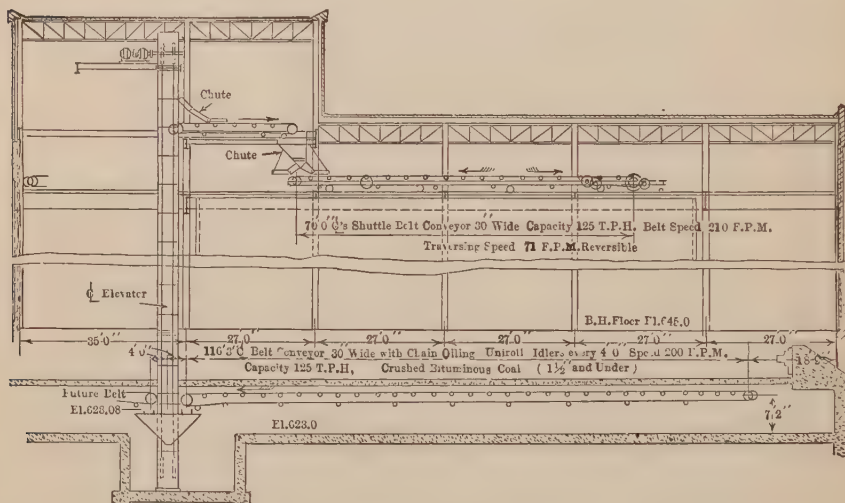 Chute
Chute
70'0" ₵'s Shuttle Belt Conveyor 30" Wide Capacity 125 T.P.H. Belt Speed 210 F.P.M.
Traversing Speed 71 F.P.M. Reversible
₵ Elevator
B.H. Floor El.645.0
35'0" 27'0" 27'0" 27'0" 27'0" 27'0"
4'0" 116'3" C Belt Conveyor 30" Wide with Chain Oiling Uniroll Idlers every 4'0" Speed 200 F.P.M.
Capacity 125 T.P.H, Crushed Bituminous Coal ( 1½" and Under )
Future Belt
El.628.08
El.623.0
7'2"